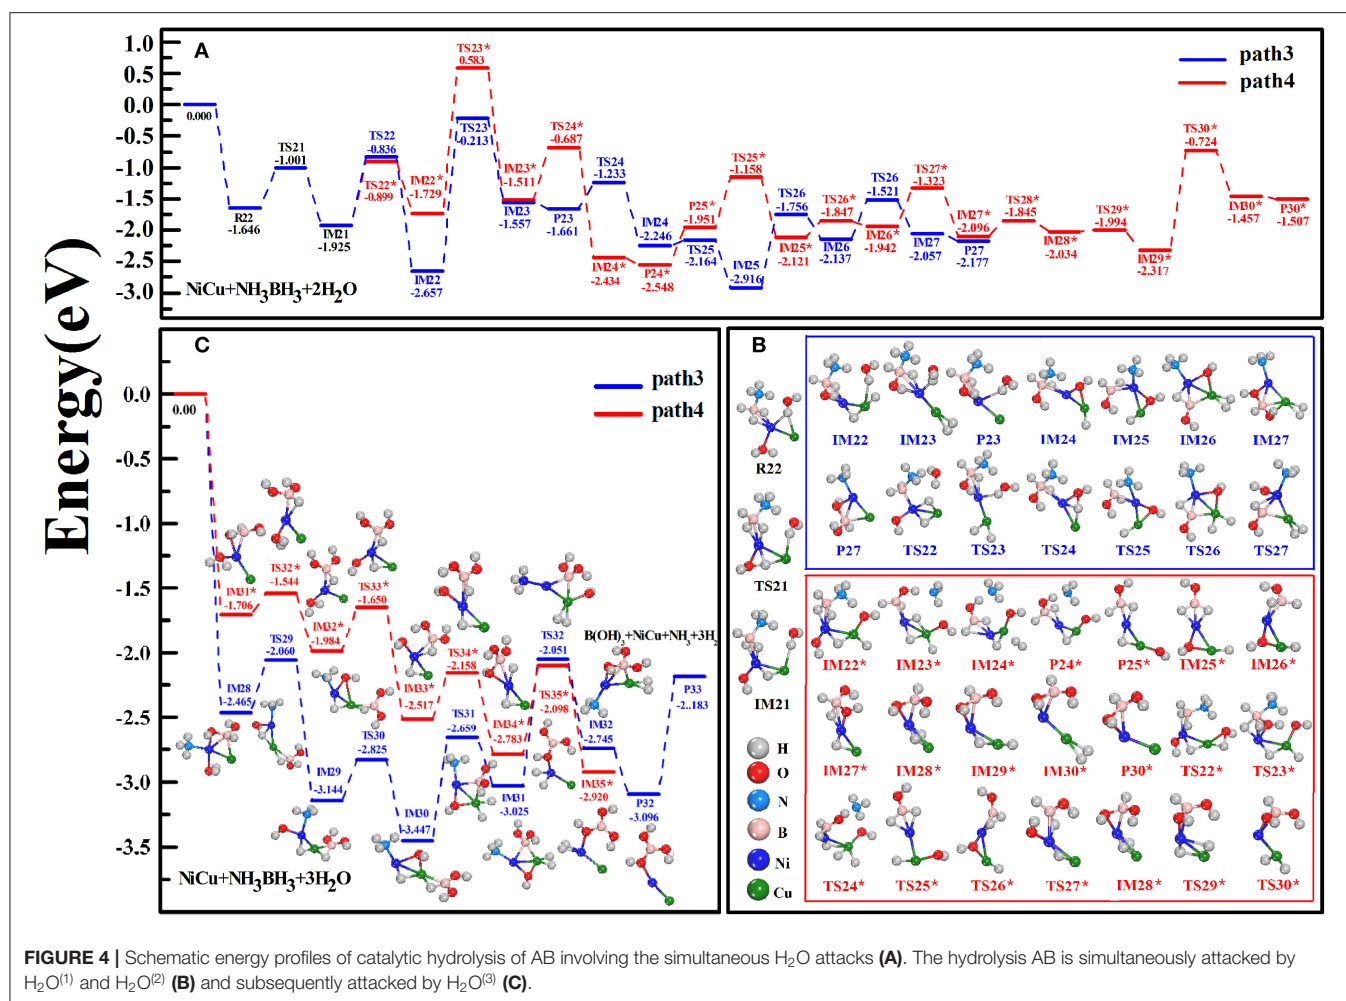 Energy(eV)
A
1.0
0.5
0.0
-0.5
-1.0
-1.5
-2.0
-2.5
-3.0
path3
path4
0.000
R22
-1.646
TS21
-1.001
IM21
-1.925
TS22
-0.836
TS22*
-0.899
IM22*
-1.729
IM22
-2.657
TS23*
0.583
TS23
-0.213
IM23*
-1.511
IM23
-1.557
TS24*
-0.687
P23
-1.661
TS24
-1.233
IM24*
-2.434
IM24
-2.246
P24*
-2.548
P25*
-1.951
TS25
-2.164
TS25*
-1.158
IM25
-2.916
TS26
-1.756
IM25*
-2.121
TS26*
-1.847
IM26
-2.137
TS26
-1.521
IM26*
-1.942
TS27*
-1.323
IM27
-2.057
IM27*
-2.096
P27
-2.177
TS28*
-1.845
IM28*
-2.034
TS29*
-1.994
IM29*
-2.317
TS30*
-0.724
IM30*
-1.457
P30*
-1.507
NiCu+NH3BH3+2H2O
C
0.0
-0.5
-1.0
-1.5
-2.0
-2.5
-3.0
-3.5
path3
path4
0.00
IM31*
-1.706
TS32*
-1.544
IM32*
-1.984
TS33*
-1.650
IM33*
-2.517
TS34*
-2.158
IM34*
-2.783
TS35*
-2.098
IM35*
-2.920
IM28
-2.465
TS29
-2.060
IM29
-3.144
TS30
-2.825
IM30
-3.447
TS31
-2.659
IM31
-3.025
TS32
-2.051
IM32
-2.745
P32
-3.096
B(OH)3+NiCu+NH3+3H2
P33
-2..183
NiCu+NH3BH3+3H2O
B
R22
TS21
IM21
H
O
N
B
Ni
Cu
IM22 IM23 P23 IM24 IM25 IM26 IM27
P27 TS22 TS23 TS24 TS25 TS26 TS27
IM22* IM23* IM24* P24* P25* IM25* IM26*
IM27* IM28* IM29* IM30* P30* TS22* TS23*
TS24* TS25* TS26* TS27* IM28* TS29* TS30*
FIGURE 4 | Schematic energy profiles of catalytic hydrolysis of AB involving the simultaneous H2O attacks (A). The hydrolysis AB is simultaneously attacked by
H2O(1) and H2O(2) (B) and subsequently attacked by H2O(3) (C).